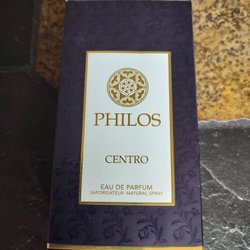 PHILOS
CENTRO
EAU DE PARFUM
VAPORISATEUR - NATURAL SPRAY